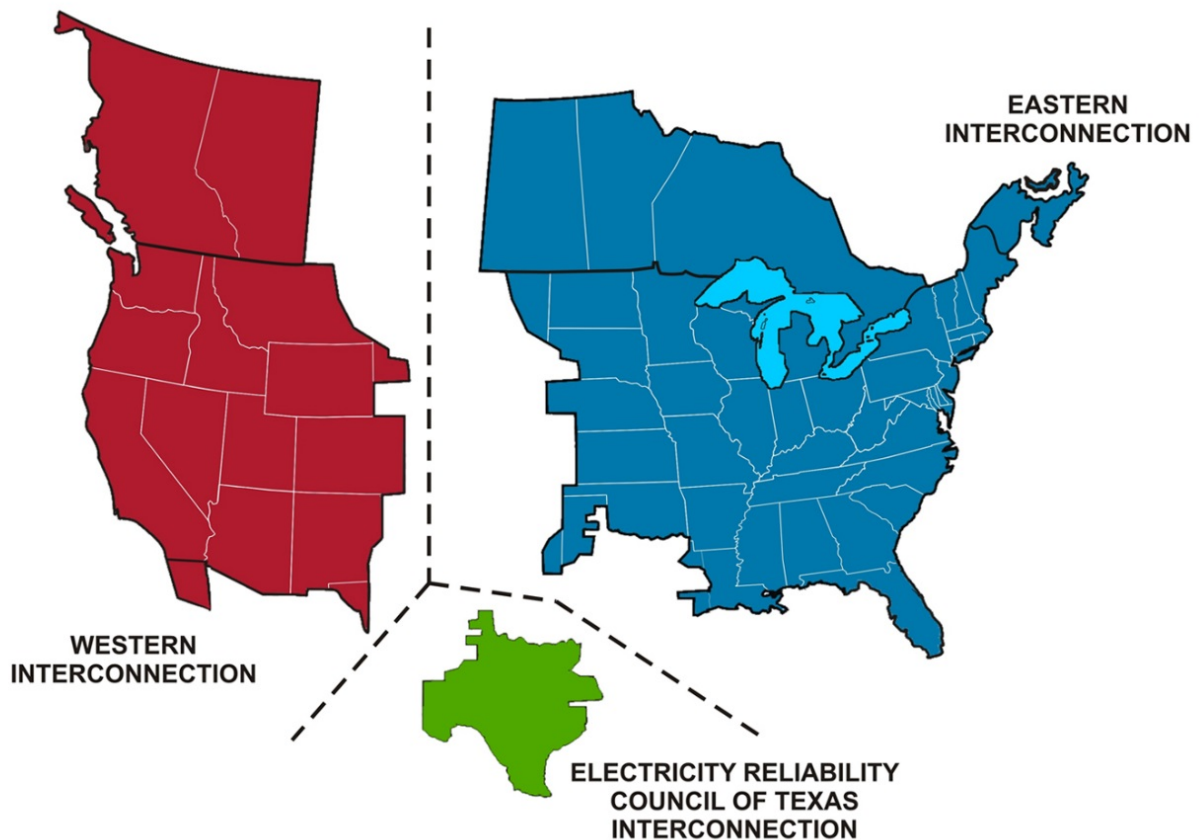 EASTERN
INTERCONNECTION
WESTERN
INTERCONNECTION
ELECTRICITY RELIABILITY
COUNCIL OF TEXAS
INTERCONNECTION